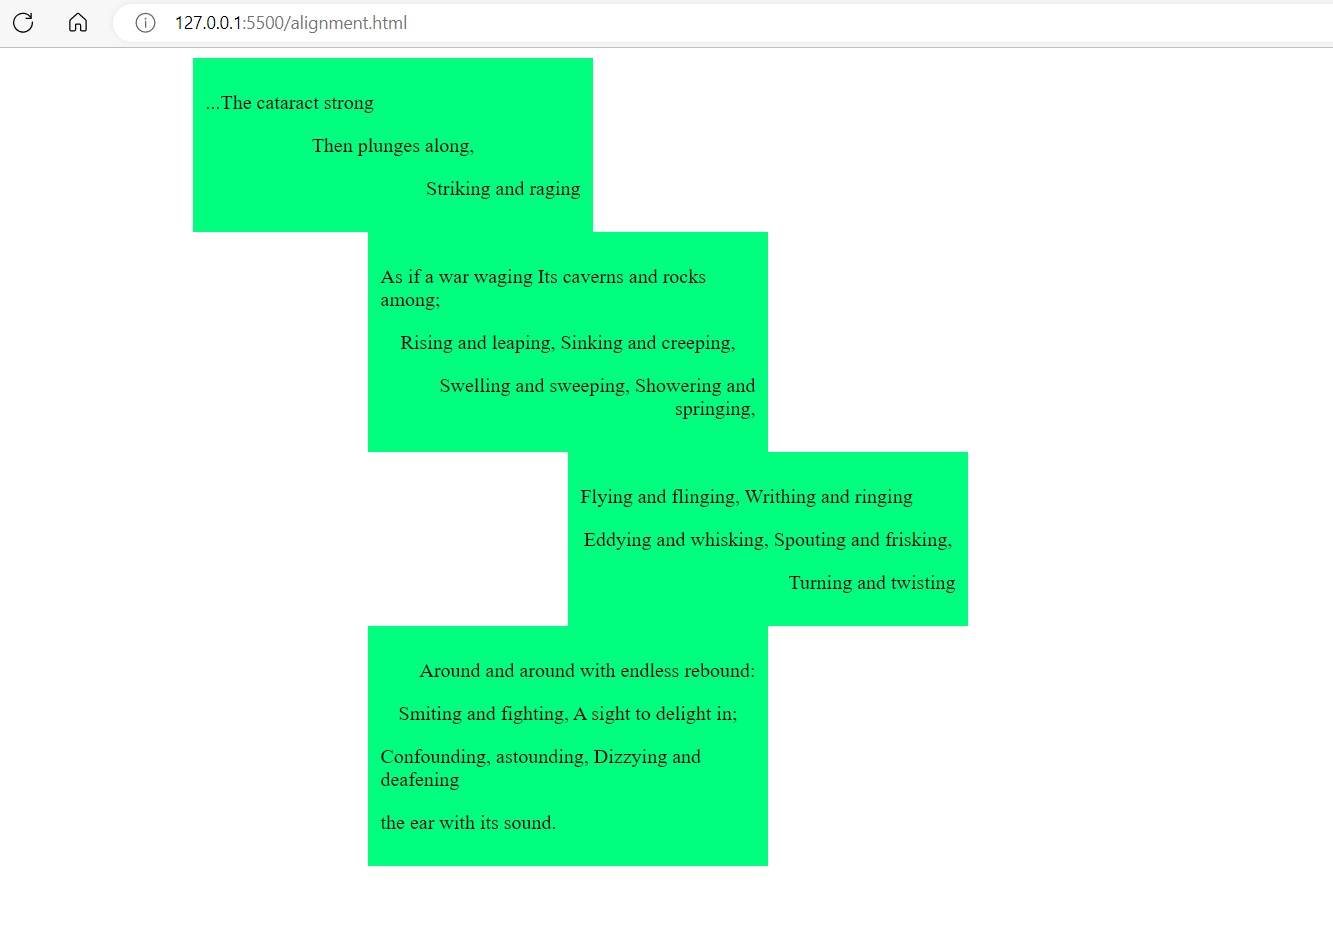 127.0.0.1:5500/alignment.html
...The cataract strong
Then plunges along,
Striking and raging
As if a war waging Its caverns and rocks
among;
Rising and leaping, Sinking and creeping,
Swelling and sweeping, Showering and
springing,
Flying and flinging, Writhing and ringing
Eddying and whisking, Spouting and frisking,
Turning and twisting
Around and around with endless rebound:
Smiting and fighting, A sight to delight in;
Confounding, astounding, Dizzying and
deafening
the ear with its sound.